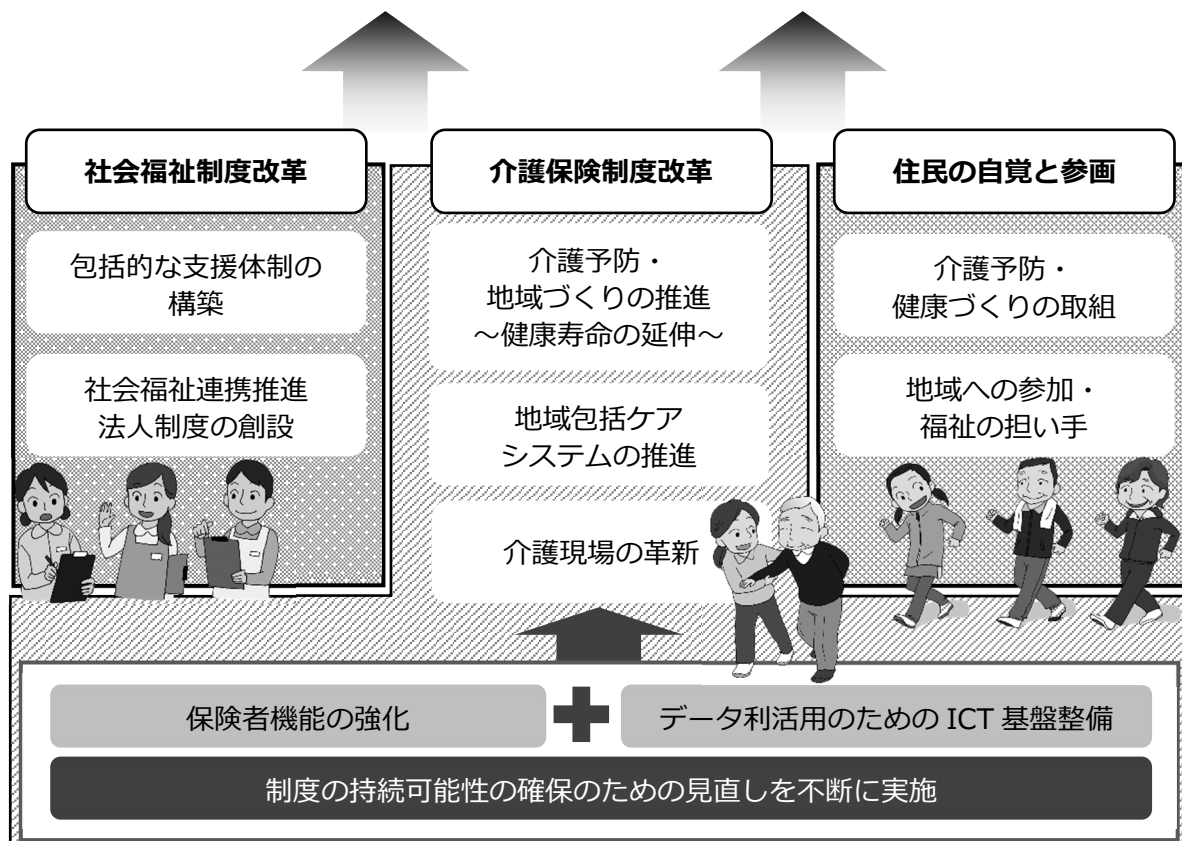 社会福祉制度改革
包括的な支援体制の
構築
社会福祉連携推進
法人制度の創設
介護保険制度改革
介護予防・
地域づくりの推進
～健康寿命の延伸～
地域包括ケア
システムの推進
介護現場の革新
住民の自覚と参画
介護予防・
健康づくりの取組
地域への参加・
福祉の担い手
保険者機能の強化
データ利活用のための ICT 基盤整備
制度の持続可能性の確保のための見直しを不断に実施